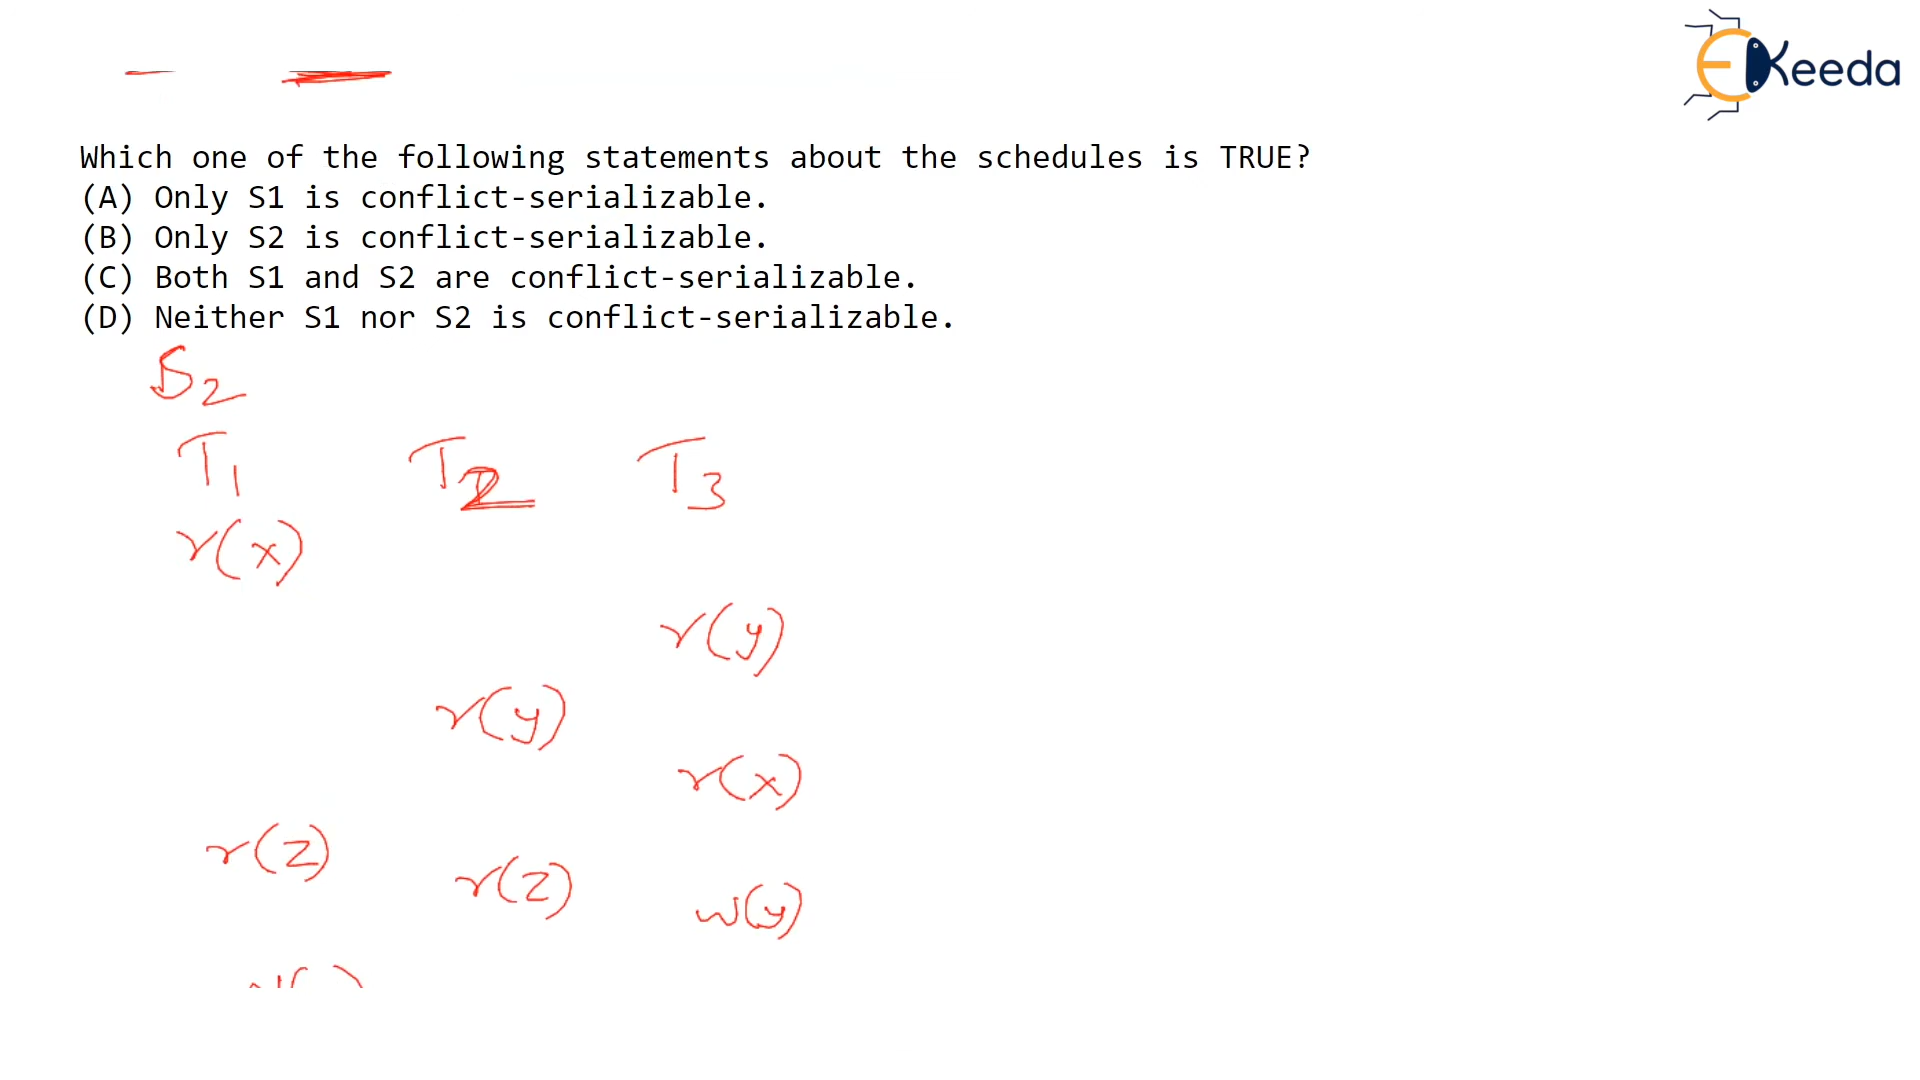 EKeeda
Which one of the following statements about the schedules is TRUE?
(A) Only S1 is conflict-serializable.
(B) Only S2 is conflict-serializable.
(C) Both S1 and S2 are conflict-serializable.
(D) Neither S1 nor S2 is conflict-serializable.
S2
T1 T2 T3
r(x)
r(y)
r(y)
r(x)
r(z) r(z) w(y)